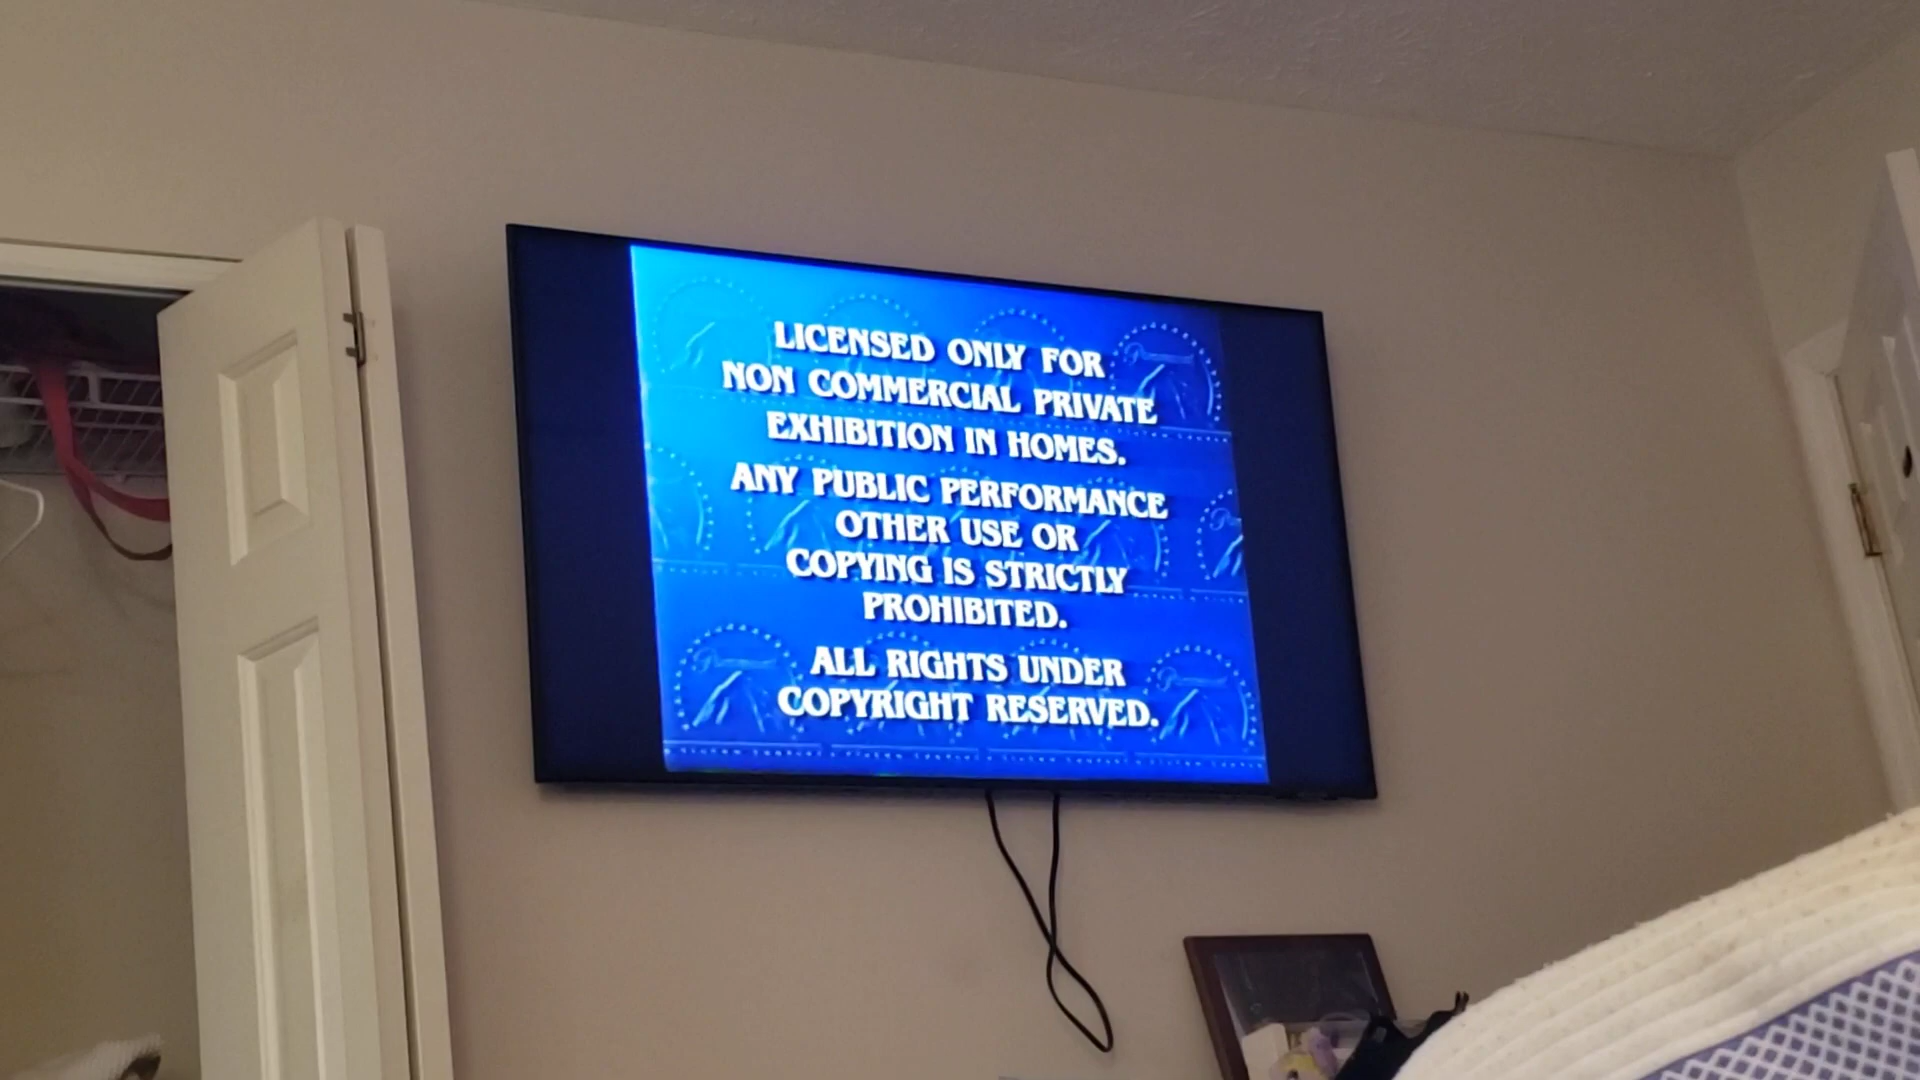 LICENSED ONLY FOR
NON COMMERCIAL PRIVATE
EXHIBITION IN HOMES.
ANY PUBLIC PERFORMANCE
OTHER USE OR
COPYING IS STRICTLY
PROHIBITED.
ALL RIGHTS UNDER
COPYRIGHT RESERVED.